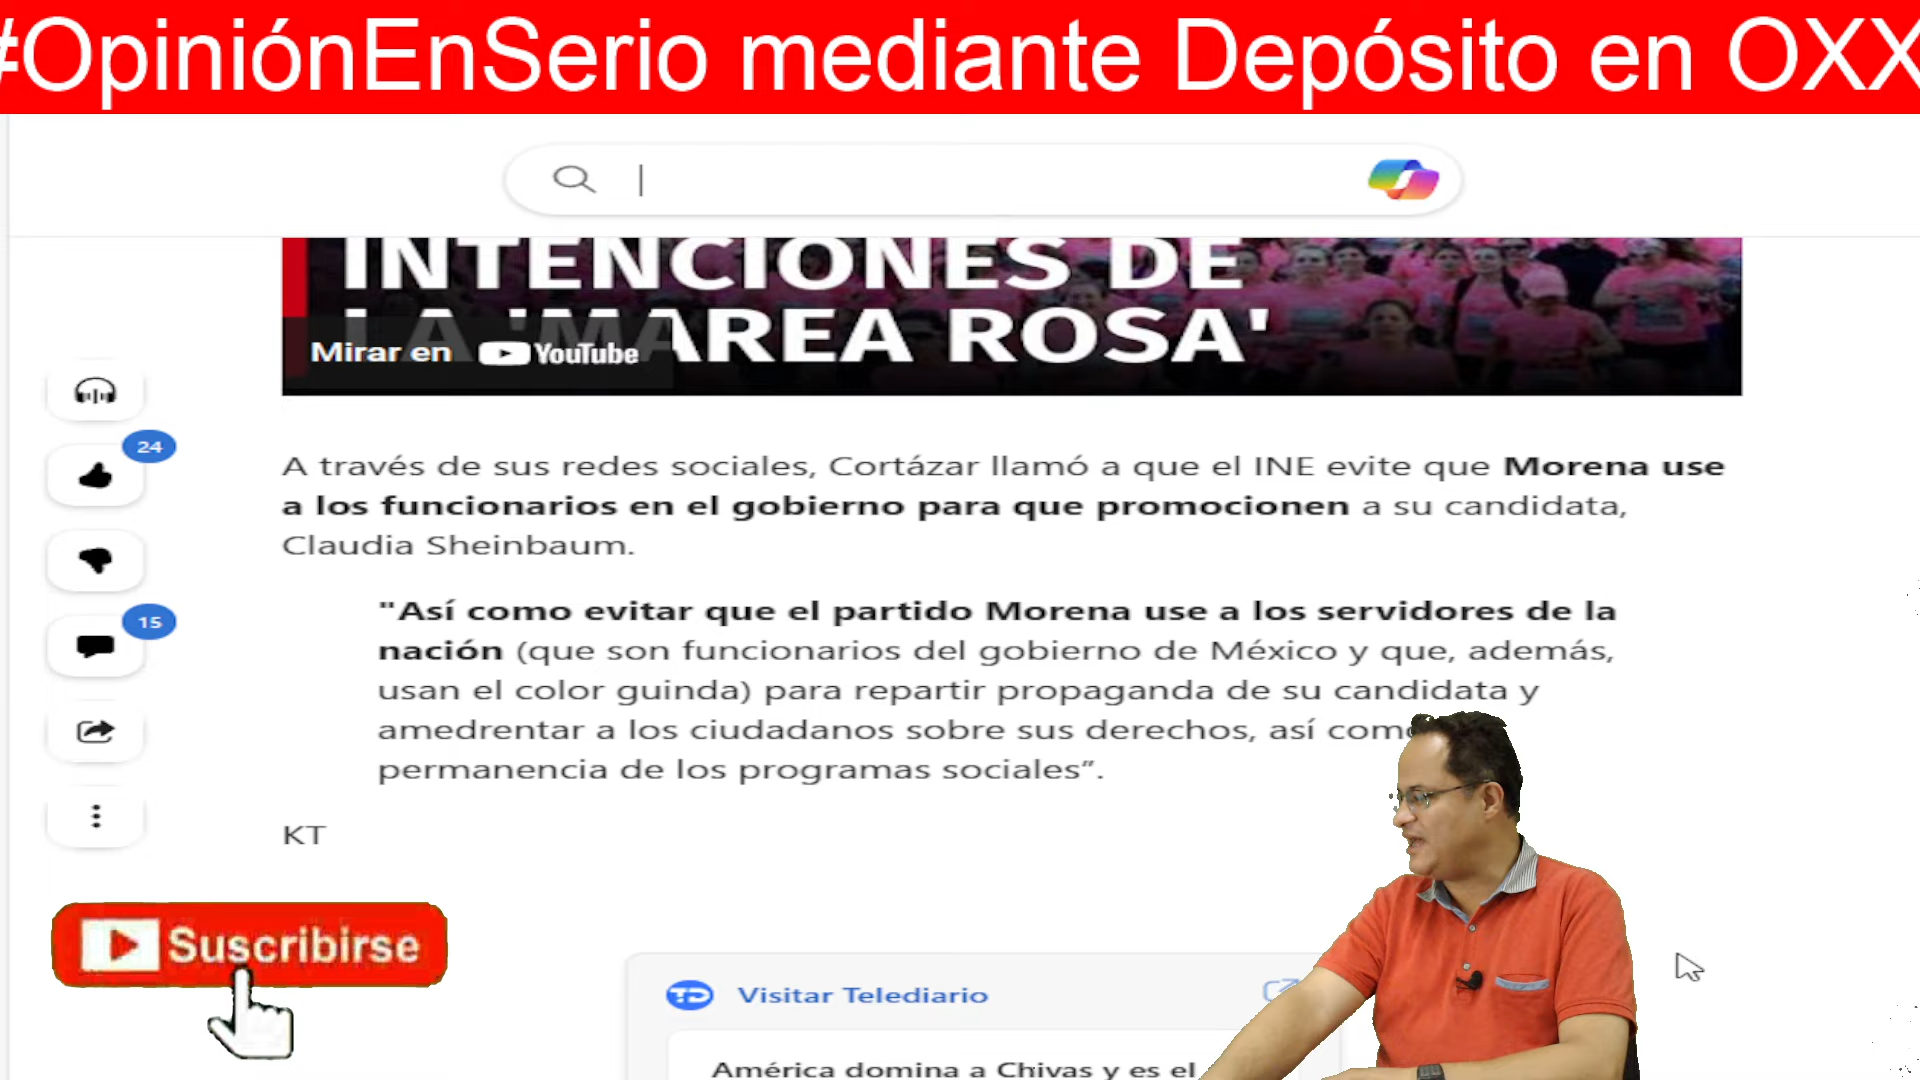 #OpiniónEnSerio mediante Depósito en OXX
INTENCIONES DE
LA 'MAREA ROSA'
Mirar en YouTube
24
A través de sus redes sociales, Cortázar llamó a que el INE evite que Morena use
a los funcionarios en el gobierno para que promocionen a su candidata,
Claudia Sheinbaum.
"Así como evitar que el partido Morena use a los servidores de la
15
nación (que son funcionarios del gobierno de México y que, además,
usan el color guinda) para repartir propaganda de su candidata y
amedrentar a los ciudadanos sobre sus derechos, así como
permanencia de los programas sociales”.
KT
Suscribirse
TD Visitar Telediario
América domina a Chivas y es el